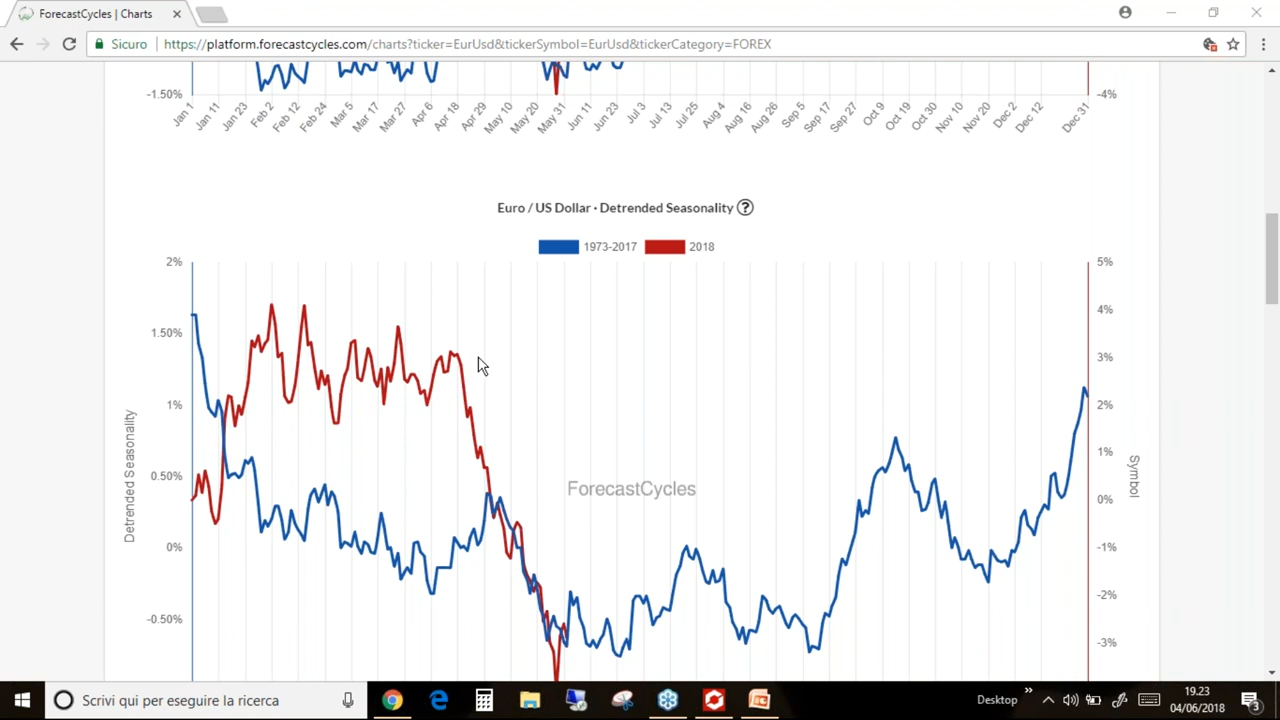 ForecastCycles | Charts
Sicuro https://platform.forecastcycles.com/charts?ticker=EurUsd&tickerSymbol=EurUsd&tickerCategory=FOREX
-1.50% -4%
Jan 1 Jan 11 Jan 23 Feb 2 Feb 12 Feb 24 Mar 5 Mar 17 Mar 27 Apr 6 Apr 18 Apr 29 May 10 May 20 May 31 Jun 11 Jun 23 Jul 3 Jul 13 Jul 25 Aug 4 Aug 16 Aug 26 Sep 5 Sep 17 Sep 27 Oct 9 Oct 19 Oct 30 Nov 10 Nov 20 Dec 2 Dec 12 Dec 31
Euro / US Dollar · Detrended Seasonality ?
1973-2017 2018
2% 5%
4%
1.50%
3%
1% 2%
1%
Detrended Seasonality
Symbol
0.50%
ForecastCycles
0%
0%
-1%
-2%
-0.50%
-3%
Scrivi qui per eseguire la ricerca
Desktop »
19.23
04/06/2018
3